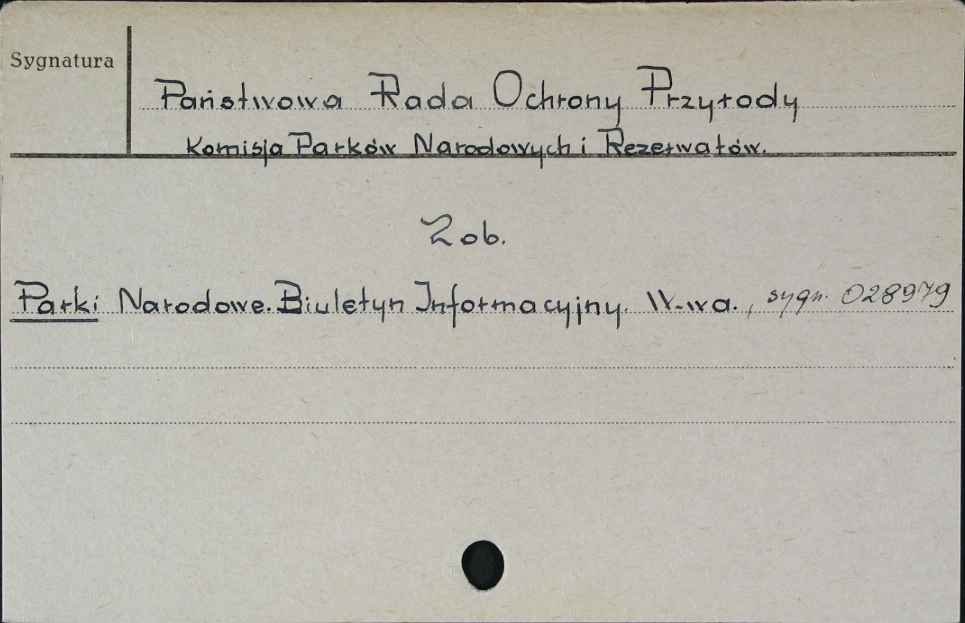 Sygnatura
Państwowa Rada Ochrony Przyrody
Komisja Parków Narodowych i Rezerwatów.
Zob.
Parki Narodowe. Biuletyn Informacyjny. W-wa., sygn. 028979